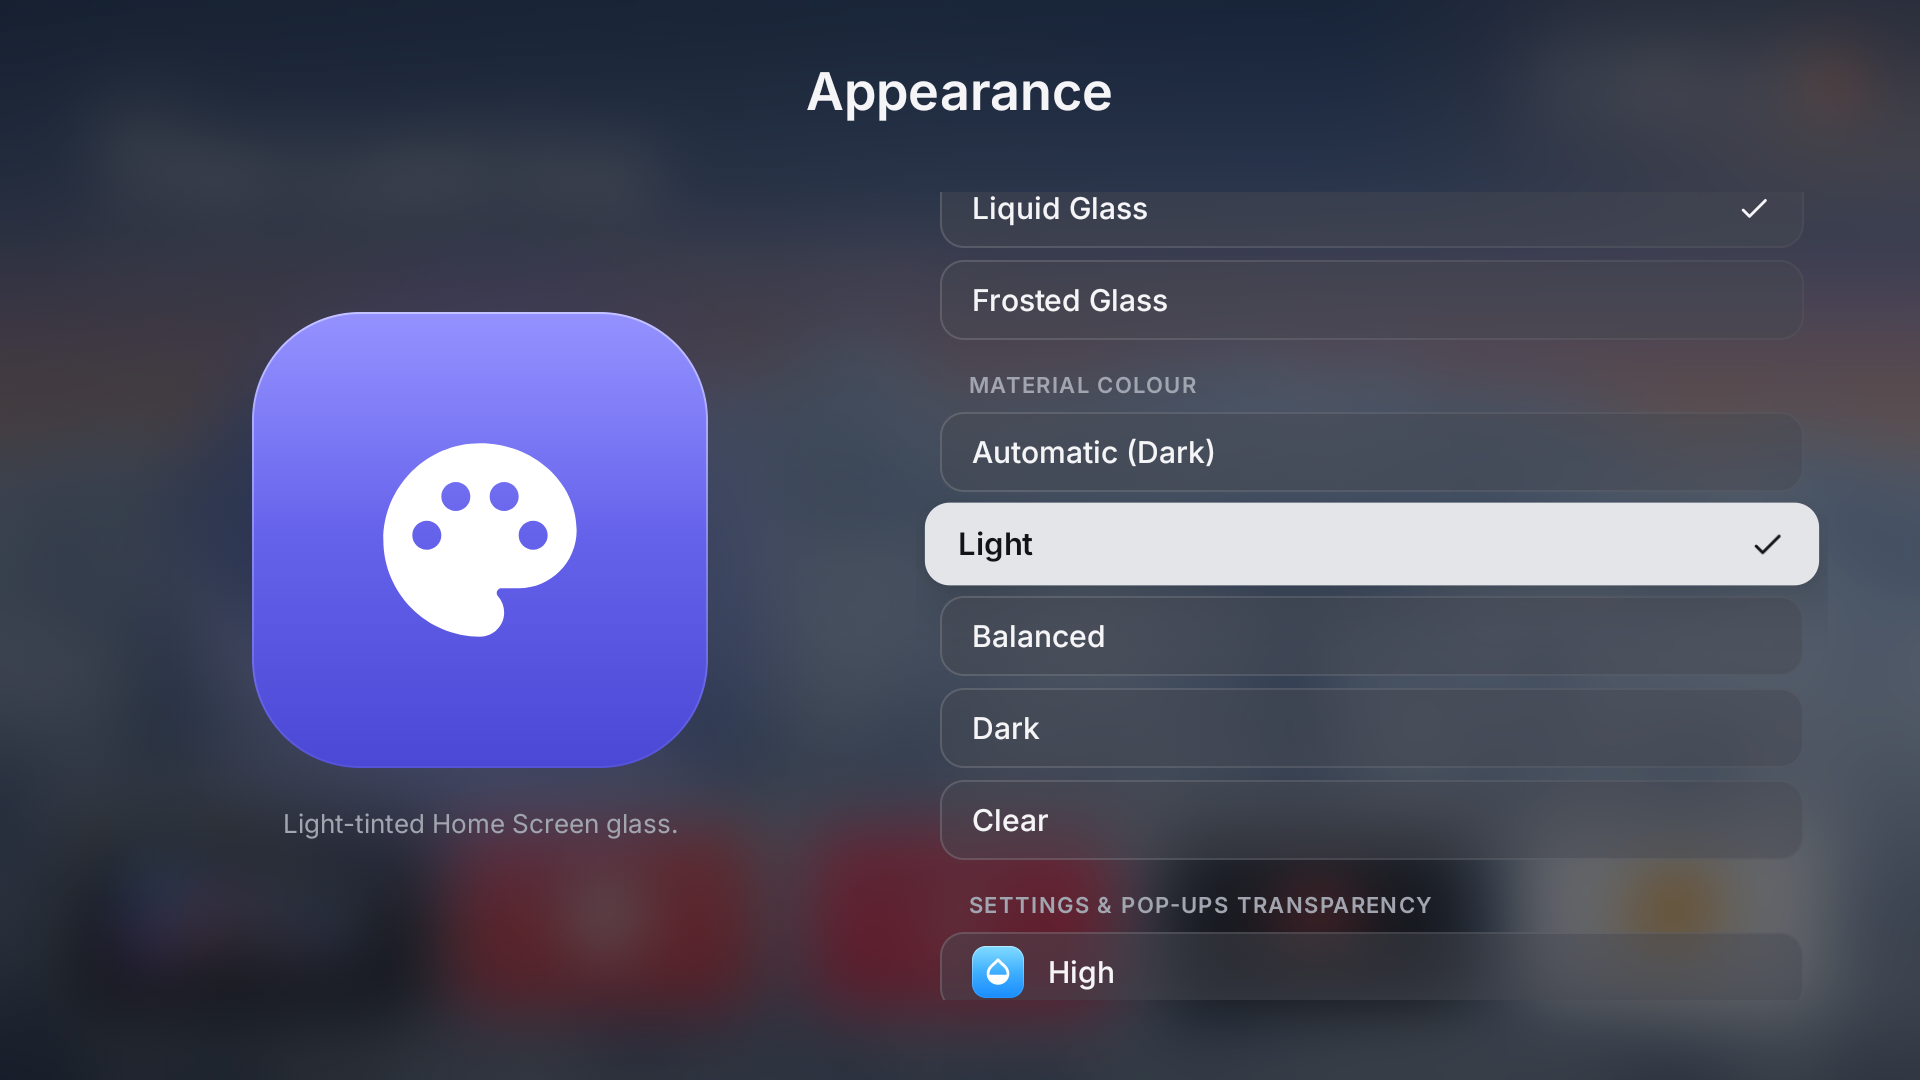 Appearance
Liquid Glass
Frosted Glass
MATERIAL COLOUR
Automatic (Dark)
Light
Balanced
Dark
Clear
Light-tinted Home Screen glass.
SETTINGS & POP-UPS TRANSPARENCY
High